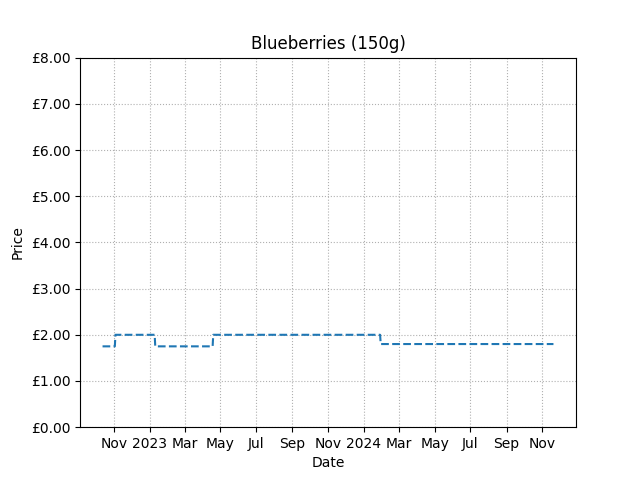 Blueberries (150g)
£8.00
£7.00
£6.00
£5.00
£4.00
£3.00
£2.00
£1.00
£0.00
Price
Nov 2023 Mar May Jul Sep Nov 2024 Mar May Jul Sep Nov
Date